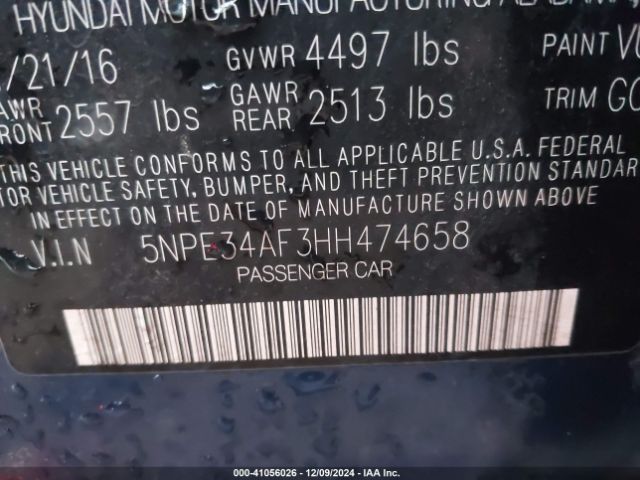 HYUNDAI MOTOR MANUFACTURING ALABAMA
/21/16 GVWR 4497 lbs PAINT
GAWR FRONT 2557 lbs GAWR REAR 2513 lbs TRIM
THIS VEHICLE CONFORMS TO ALL APPLICABLE U.S.A. FEDERAL
VEHICLE SAFETY, BUMPER, AND THEFT PREVENTION STANDAR
IN EFFECT ON THE DATE OF MANUFACTURE SHOWN ABOVE
V.I.N 5NPE34AF3HH474658
PASSENGER CAR
000-41056026 - 12/09/2024 - IAA Inc.